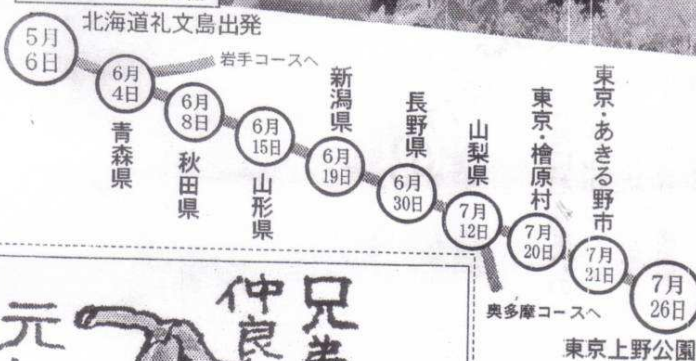 北海道礼文島出発
5月
6日
岩手コースへ
6月
4日
青森県
6月
8日
秋田県
6月
15日
山形県
新潟県
6月
19日
長野県
6月
30日
山梨県
7月
12日
奥多摩コースへ
東京・檜原村
7月
20日
東京・あきる野市
7月
21日
7月
26日
東京上野公園
兄弟
仲良
元